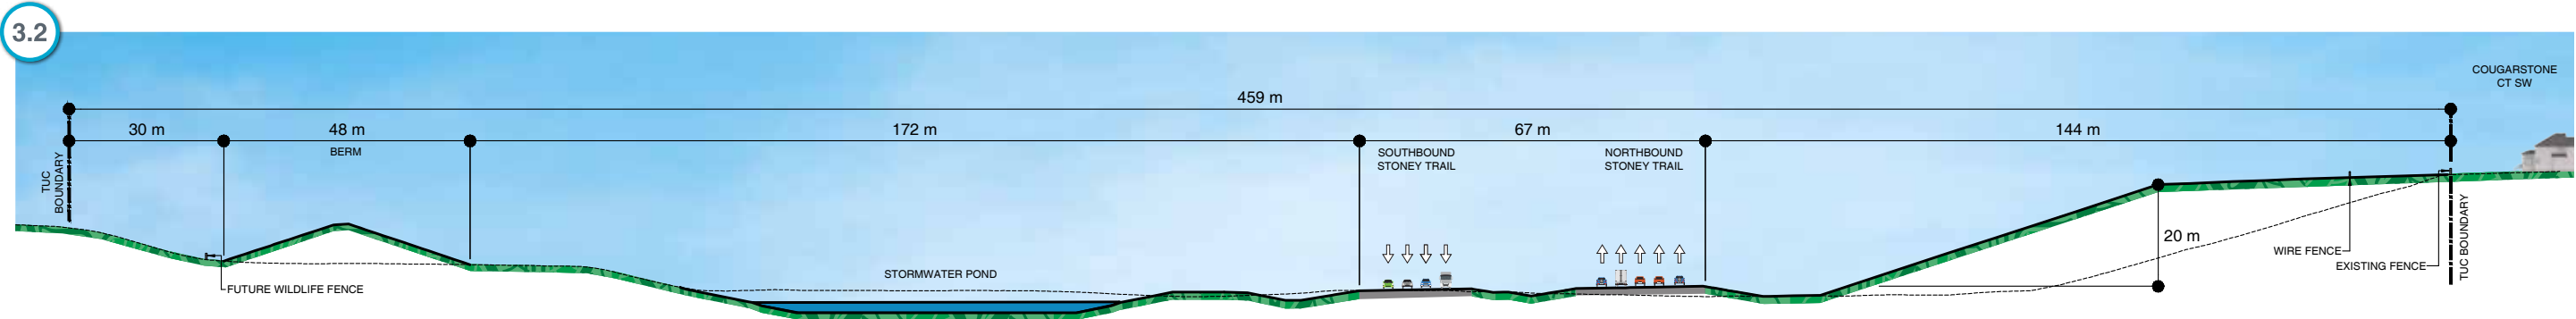 3.2
COUGARSTONE
CT SW
459 m
30 m
48 m
172 m
67 m
144 m
BERM
SOUTHBOUND
STONEY TRAIL
NORTHBOUND
STONEY TRAIL
TUC
BOUNDARY
20 m
TUC BOUNDARY
WIRE FENCE
EXISTING FENCE
STORMWATER POND
FUTURE WILDLIFE FENCE